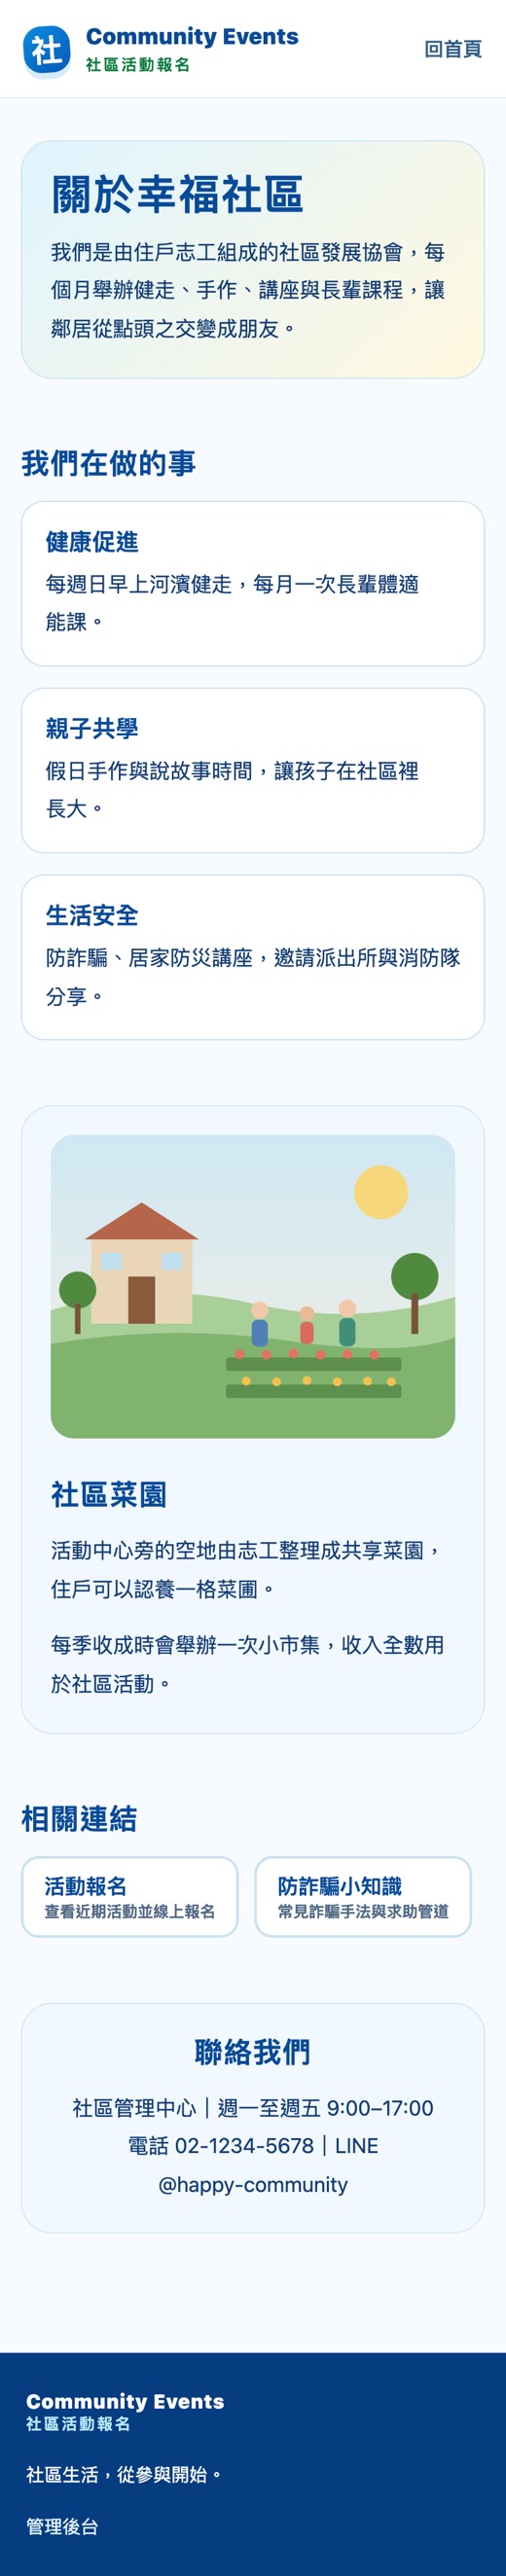 社
Community Events
社區活動報名
回首頁
關於幸福社區
我們是由住戶志工組成的社區發展協會，每
個月舉辦健走、手作、講座與長輩課程，讓
鄰居從點頭之交變成朋友。
我們在做的事
健康促進
每週日早上河濱健走，每月一次長輩體適
能課。
親子共學
假日手作與說故事時間，讓孩子在社區裡
長大。
生活安全
防詐騙、居家防災講座，邀請派出所與消防隊
分享。
社區菜園
活動中心旁的空地由志工整理成共享菜園，
住戶可以認養一格菜圃。
每季收成時會舉辦一次小市集，收入全數用
於社區活動。
相關連結
活動報名
查看近期活動並線上報名
防詐騙小知識
常見詐騙手法與求助管道
聯絡我們
社區管理中心｜週一至週五 9:00–17:00
電話 02-1234-5678｜LINE
@happy-community
Community Events
社區活動報名
社區生活，從參與開始。
管理後台